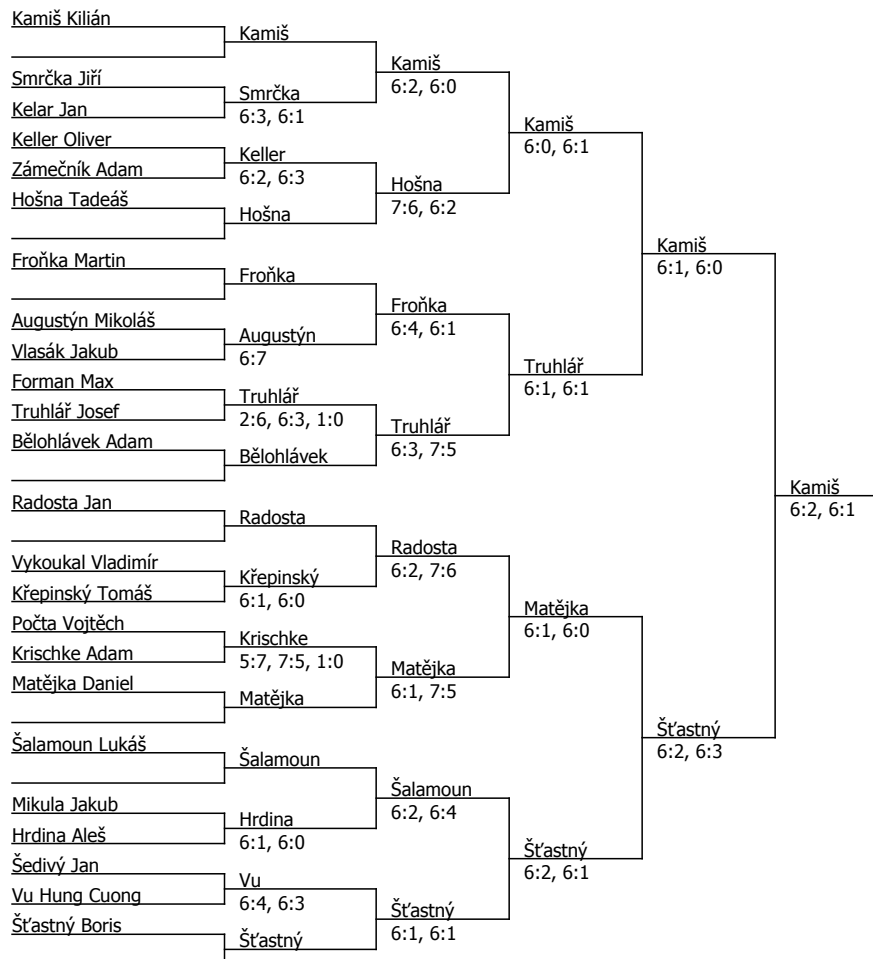 Kamiš Kilián
Kamiš
Kamiš
6:2, 6:0
Smrčka Jiří
Smrčka
6:3, 6:1
Kelar Jan
Kamiš
6:0, 6:1
Keller Oliver
Keller
6:2, 6:3
Zámečník Adam
Hošna
7:6, 6:2
Hošna Tadeáš
Hošna
Kamiš
6:1, 6:0
Froňka Martin
Froňka
Froňka
6:4, 6:1
Augustýn Mikoláš
Augustýn
6:7
Vlasák Jakub
Truhlář
6:1, 6:1
Forman Max
Truhlář
2:6, 6:3, 1:0
Truhlář Josef
Truhlář
6:3, 7:5
Bělohlávek Adam
Bělohlávek
Kamiš
6:2, 6:1
Radosta Jan
Radosta
Radosta
6:2, 7:6
Vykoukal Vladimír
Křepinský
6:1, 6:0
Křepinský Tomáš
Matějka
6:1, 6:0
Počta Vojtěch
Krischke
5:7, 7:5, 1:0
Krischke Adam
Matějka
6:1, 7:5
Matějka Daniel
Matějka
Šťastný
6:2, 6:3
Šalamoun Lukáš
Šalamoun
Šalamoun
6:2, 6:4
Mikula Jakub
Hrdina
6:1, 6:0
Hrdina Aleš
Šťastný
6:2, 6:1
Šedivý Jan
Vu
6:4, 6:3
Vu Hung Cuong
Šťastný
6:1, 6:1
Šťastný Boris
Šťastný